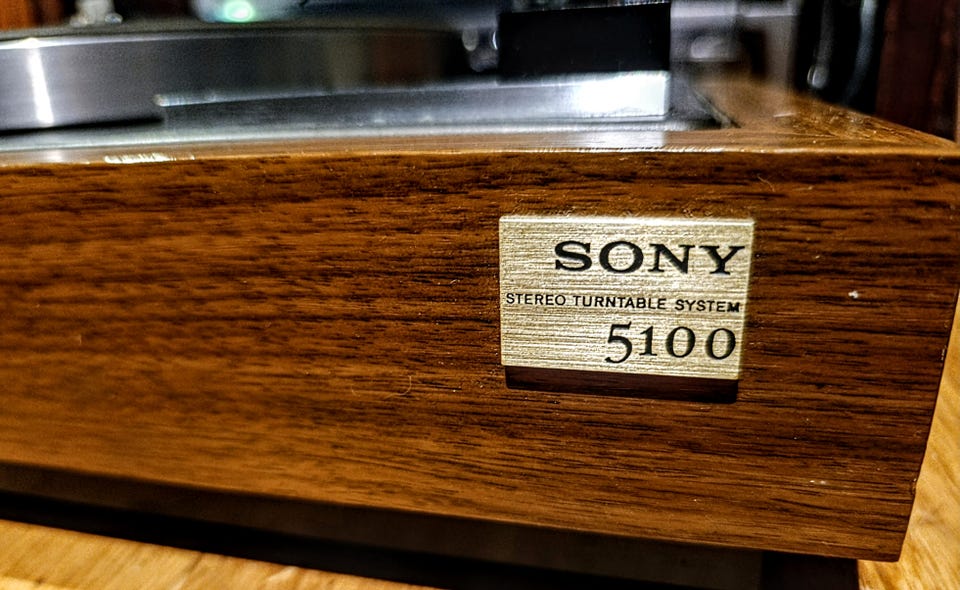 SONY
STEREO TURNTABLE SYSTEM
5100